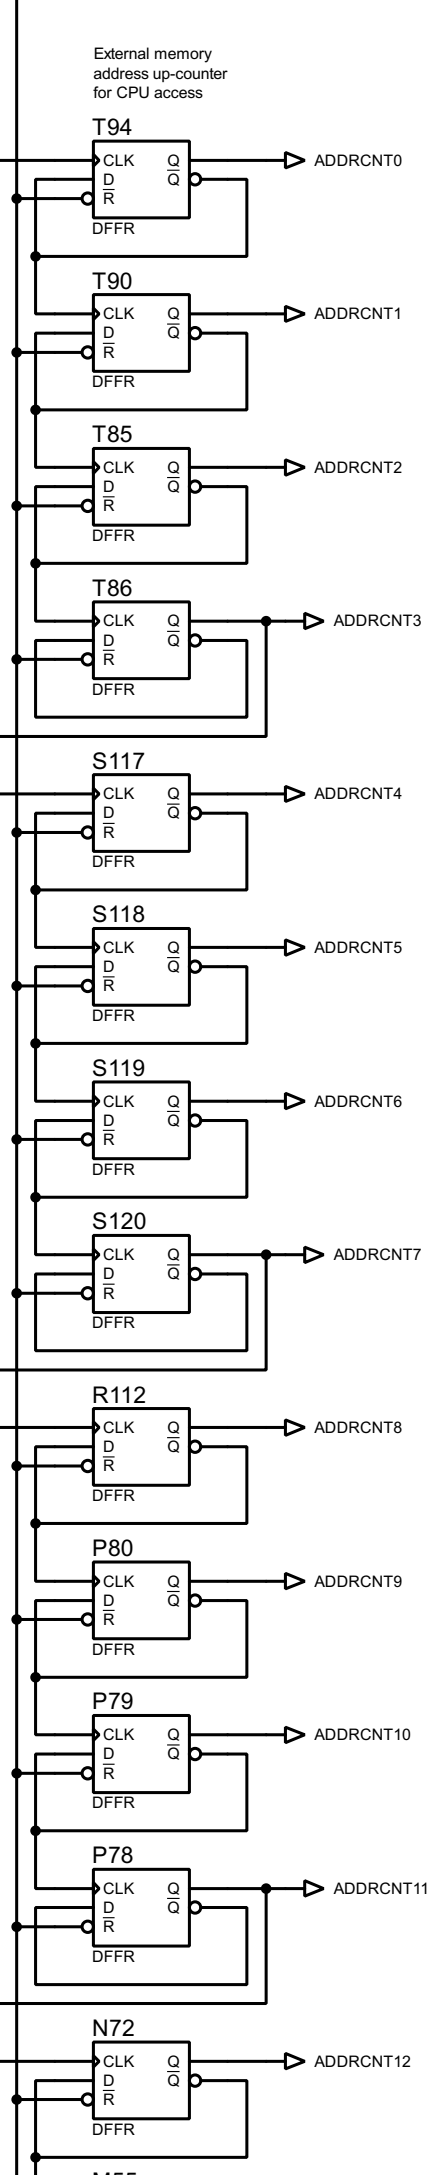 External memory
address up-counter
for CPU access
T94
CLK Q ADDRCNT0
D Q
R
DFFR
T90
CLK Q ADDRCNT1
D Q
R
DFFR
T85
CLK Q ADDRCNT2
D Q
R
DFFR
T86
CLK Q ADDRCNT3
D Q
R
DFFR
S117
CLK Q ADDRCNT4
D Q
R
DFFR
S118
CLK Q ADDRCNT5
D Q
R
DFFR
S119
CLK Q ADDRCNT6
D Q
R
DFFR
S120
CLK Q ADDRCNT7
D Q
R
DFFR
R112
CLK Q ADDRCNT8
D Q
R
DFFR
P80
CLK Q ADDRCNT9
D Q
R
DFFR
P79
CLK Q ADDRCNT10
D Q
R
DFFR
P78
CLK Q ADDRCNT11
D Q
R
DFFR
N72
CLK Q ADDRCNT12
D Q
R
DFFR